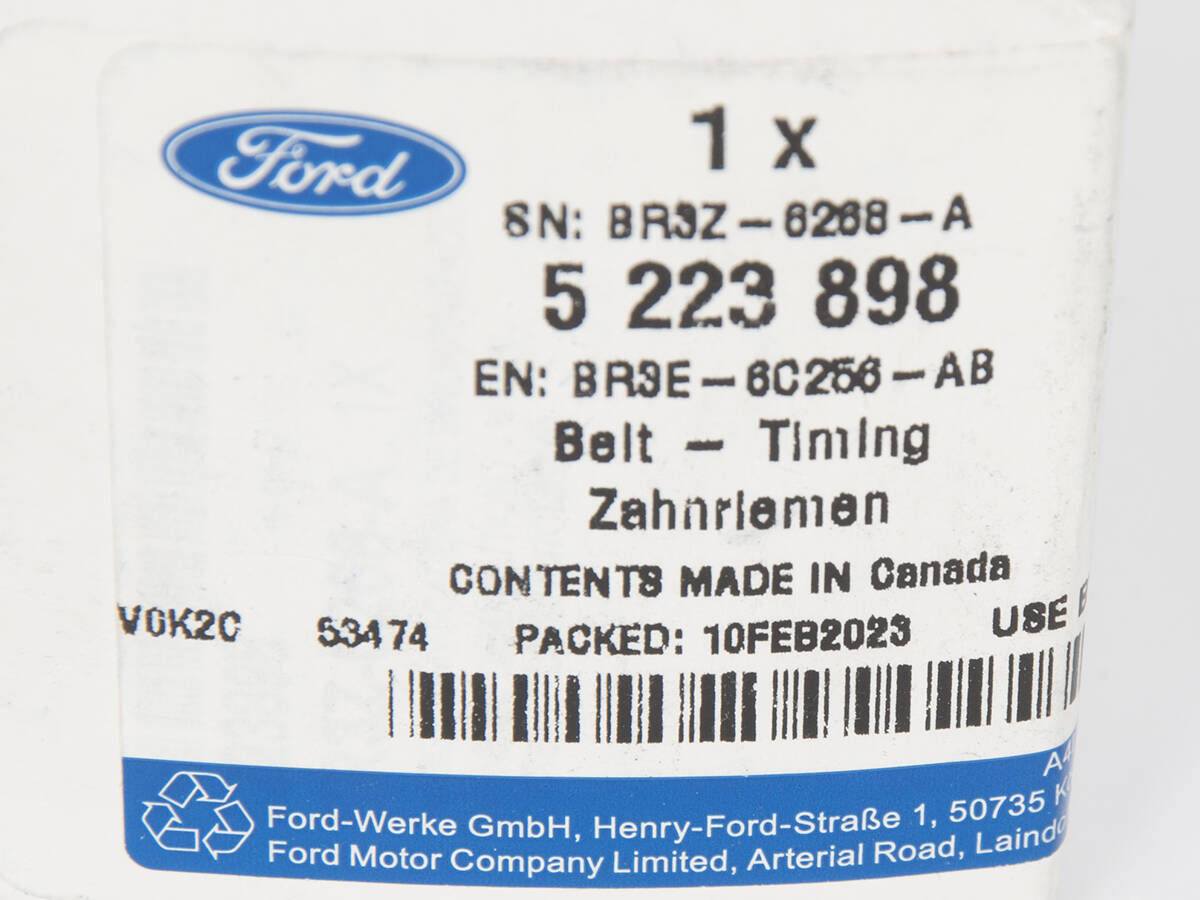 Ford
1 x
SN: BR3Z-6268-A
5 223 898
EN: BR3E-6C256-AB
Belt - Timing
Zahnriemen
CONTENTS MADE IN Canada
V0K2C 53474 PACKED: 10FEB2023 USE
Ford-Werke GmbH, Henry-Ford-Straße 1, 50735
Ford Motor Company Limited, Arterial Road,